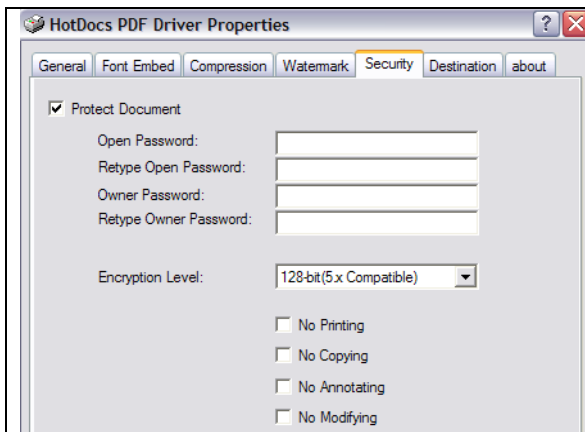 HotDocs PDF Driver Properties
General Font Embed Compression Watermark Security Destination about
Protect Document
Open Password:
Retype Open Password:
Owner Password:
Retype Owner Password:
Encryption Level: 128-bit(5.x Compatible)
No Printing
No Copying
No Annotating
No Modifying